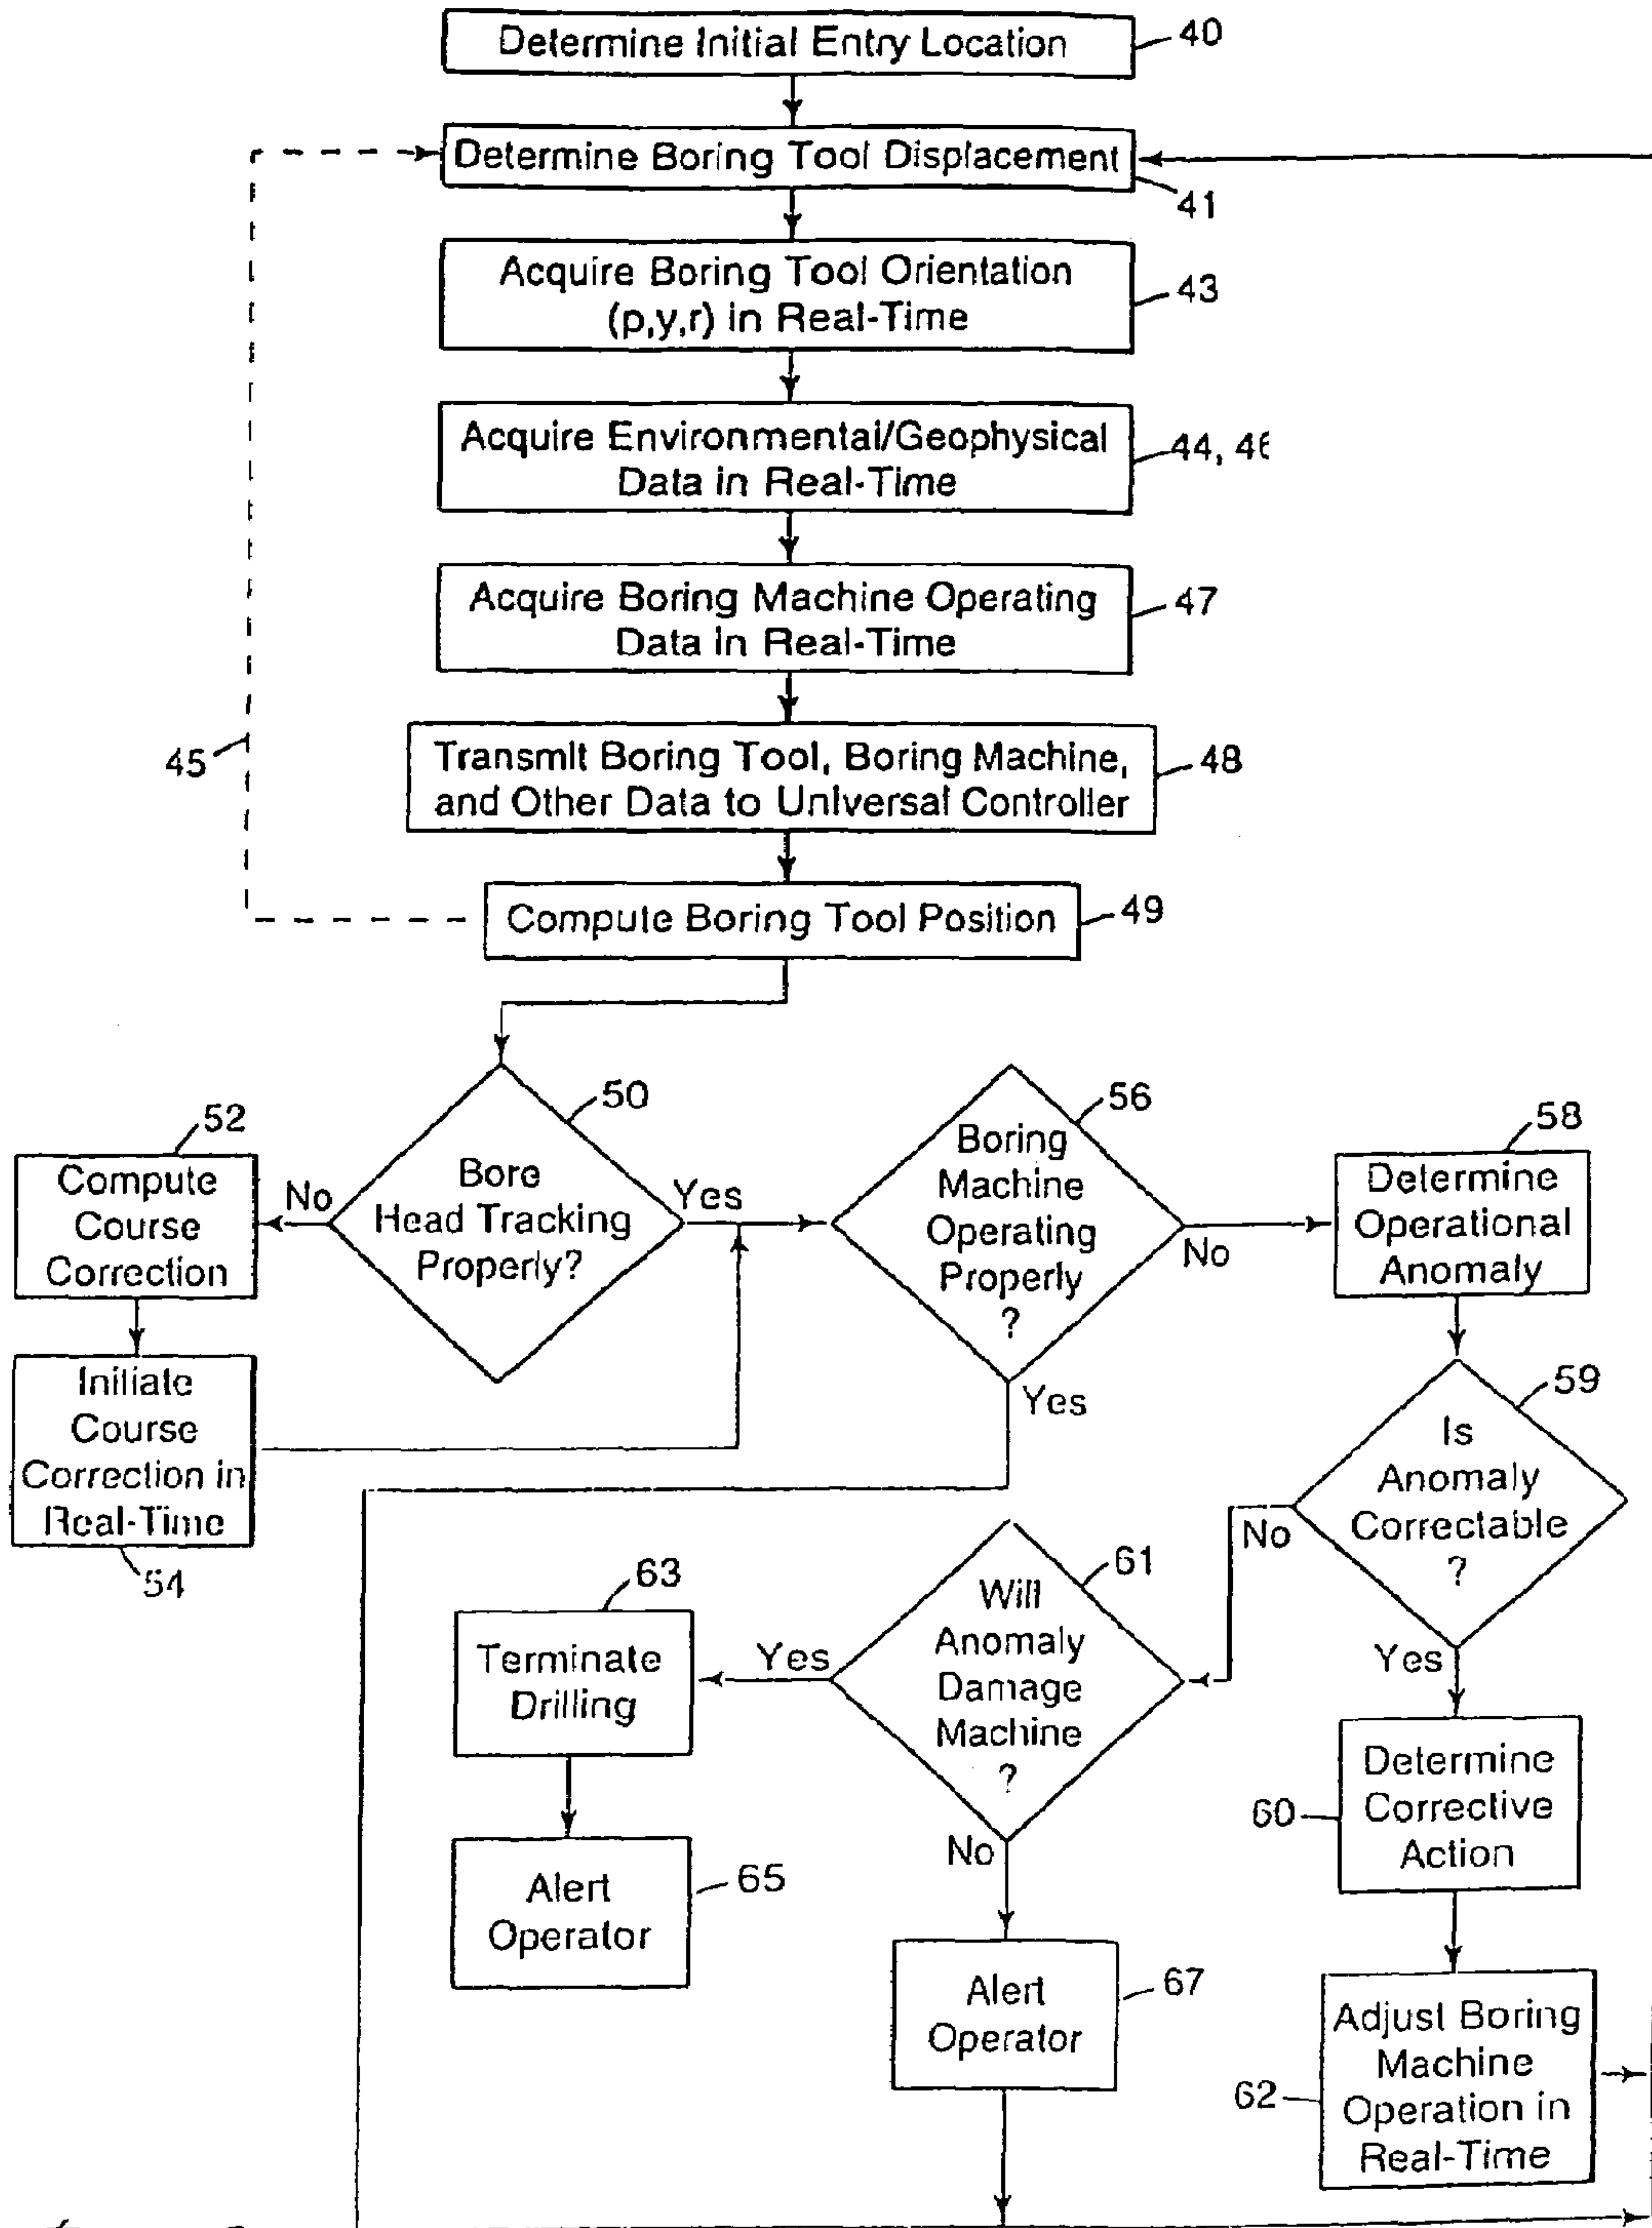 Determine Initial Entry Location
40
Determine Boring Tool Displacement
41
Acquire Boring Tool Orientation
(p,y,r) in Real-Time
43
Acquire Environmental/Geophysical
Data in Real-Time
44, 46
Acquire Boring Machine Operating
Data in Real-Time
47
Transmit Boring Tool, Boring Machine,
and Other Data to Universal Controller
48
45
Compute Boring Tool Position
49
50
Bore
Head Tracking
Properly?
No
Yes
52
Compute
Course
Correction
Initiate
Course
Correction in
Real-Time
54
56
Boring
Machine
Operating
Properly
?
No
Yes
58
Determine
Operational
Anomaly
59
Is
Anomaly
Correctable
?
No
Yes
61
Will
Anomaly
Damage
Machine
?
Yes
No
63
Terminate
Drilling
Alert
Operator
65
Alert
Operator
67
60
Determine
Corrective
Action
62
Adjust Boring
Machine
Operation in
Real-Time